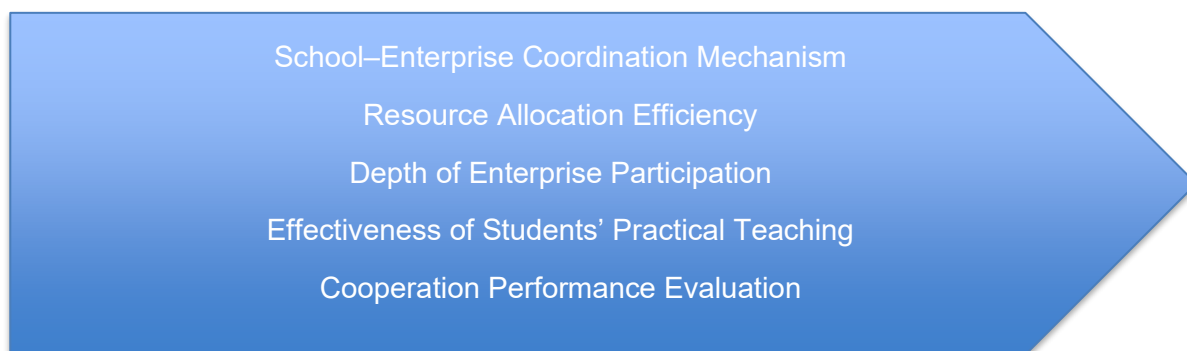 School–Enterprise Coordination Mechanism
Resource Allocation Efficiency
Depth of Enterprise Participation
Effectiveness of Students’ Practical Teaching
Cooperation Performance Evaluation